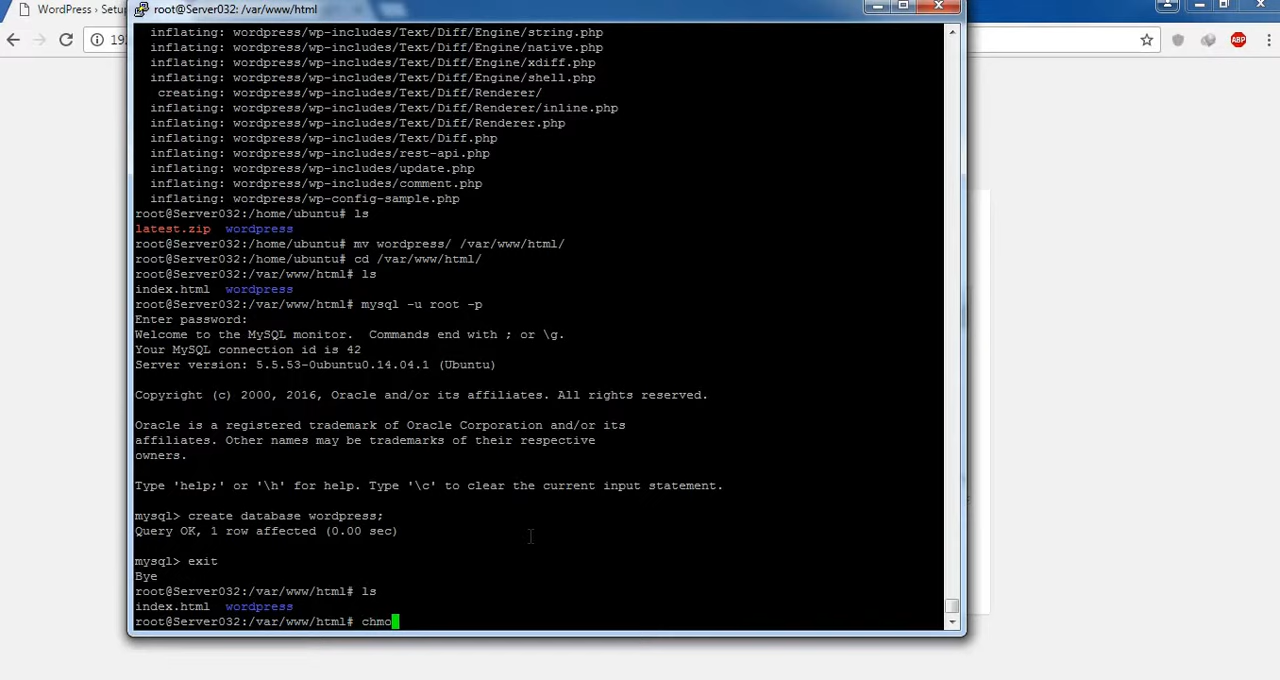 WordPress › Setup
root@Server032: /var/www/html
19
ABP
inflating: wordpress/wp-includes/Text/Diff/Engine/string.php
inflating: wordpress/wp-includes/Text/Diff/Engine/native.php
inflating: wordpress/wp-includes/Text/Diff/Engine/xdiff.php
inflating: wordpress/wp-includes/Text/Diff/Engine/shell.php
creating: wordpress/wp-includes/Text/Diff/Renderer/
inflating: wordpress/wp-includes/Text/Diff/Renderer/inline.php
inflating: wordpress/wp-includes/Text/Diff/Renderer.php
inflating: wordpress/wp-includes/Text/Diff.php
inflating: wordpress/wp-includes/rest-api.php
inflating: wordpress/wp-includes/update.php
inflating: wordpress/wp-includes/comment.php
inflating: wordpress/wp-config-sample.php
root@Server032:/home/ubuntu# ls
latest.zip wordpress
root@Server032:/home/ubuntu# mv wordpress/ /var/www/html/
root@Server032:/home/ubuntu# cd /var/www/html/
root@Server032:/var/www/html# ls
index.html wordpress
root@Server032:/var/www/html# mysql -u root -p
Enter password:
Welcome to the MySQL monitor. Commands end with ; or \g.
Your MySQL connection id is 42
Server version: 5.5.53-0ubuntu0.14.04.1 (Ubuntu)
Copyright (c) 2000, 2016, Oracle and/or its affiliates. All rights reserved.
Oracle is a registered trademark of Oracle Corporation and/or its
affiliates. Other names may be trademarks of their respective
owners.
Type 'help;' or '\h' for help. Type '\c' to clear the current input statement.
mysql> create database wordpress;
Query OK, 1 row affected (0.00 sec)
mysql> exit
Bye
root@Server032:/var/www/html# ls
index.html wordpress
root@Server032:/var/www/html# chmo